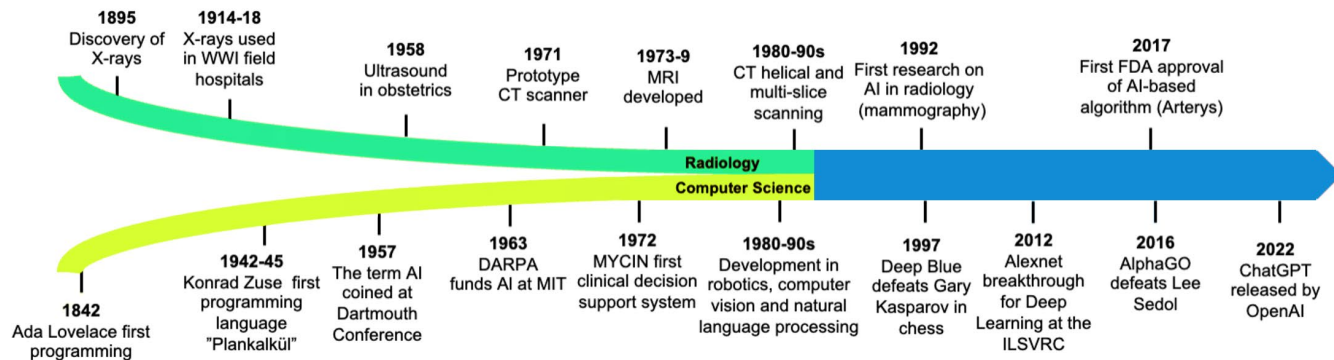 1895
Discovery of
X-rays
1914-18
X-rays used
in WWI field
hospitals
1958
Ultrasound
in obstetrics
1971
Prototype
CT scanner
1973-9
MRI
developed
1980-90s
CT helical and
multi-slice
scanning
1992
First research on
AI in radiology
(mammography)
2017
First FDA approval
of AI-based
algorithm (Arterys)
Radiology
Computer Science
1842
Ada Lovelace first
programming
1942-45
Konrad Zuse first
programming
language
"Plankalkül"
1957
The term AI
coined at
Dartmouth
Conference
1963
DARPA
funds AI at MIT
1972
MYCIN first
clinical decision
support system
1980-90s
Development in
robotics, computer
vision and natural
language processing
1997
Deep Blue
defeats Gary
Kasparov in
chess
2012
Alexnet
breakthrough
for Deep
Learning at the
ILSVRC
2016
AlphaGO
defeats Lee
Sedol
2022
ChatGPT
released by
OpenAI